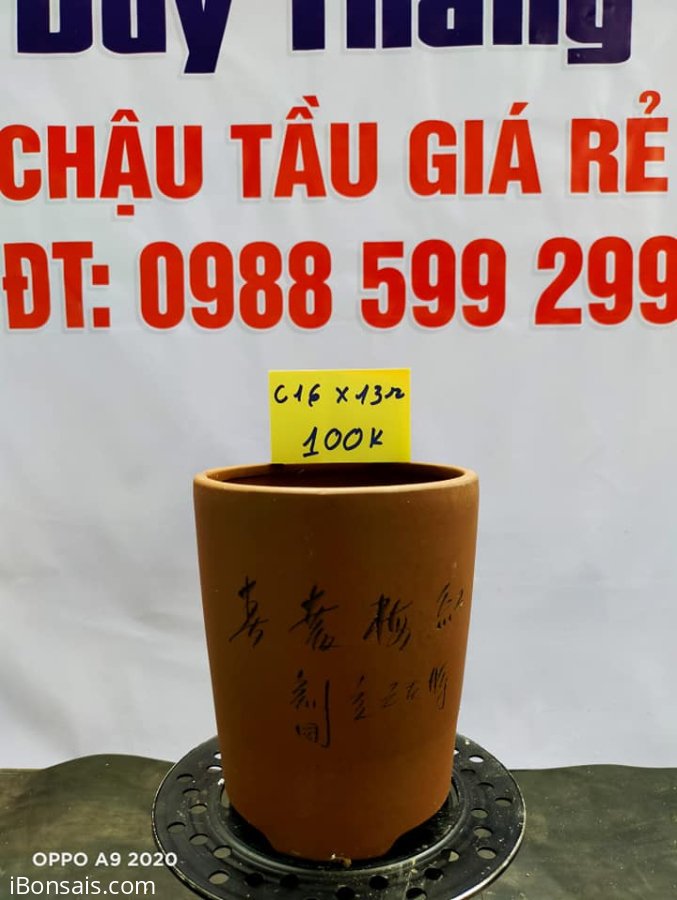 Duy Thắng
CHẬU TẦU GIÁ RẺ
ĐT: 0988 599 299
C16 x 13r
100K
OPPO A9 2020
iBonsais.com